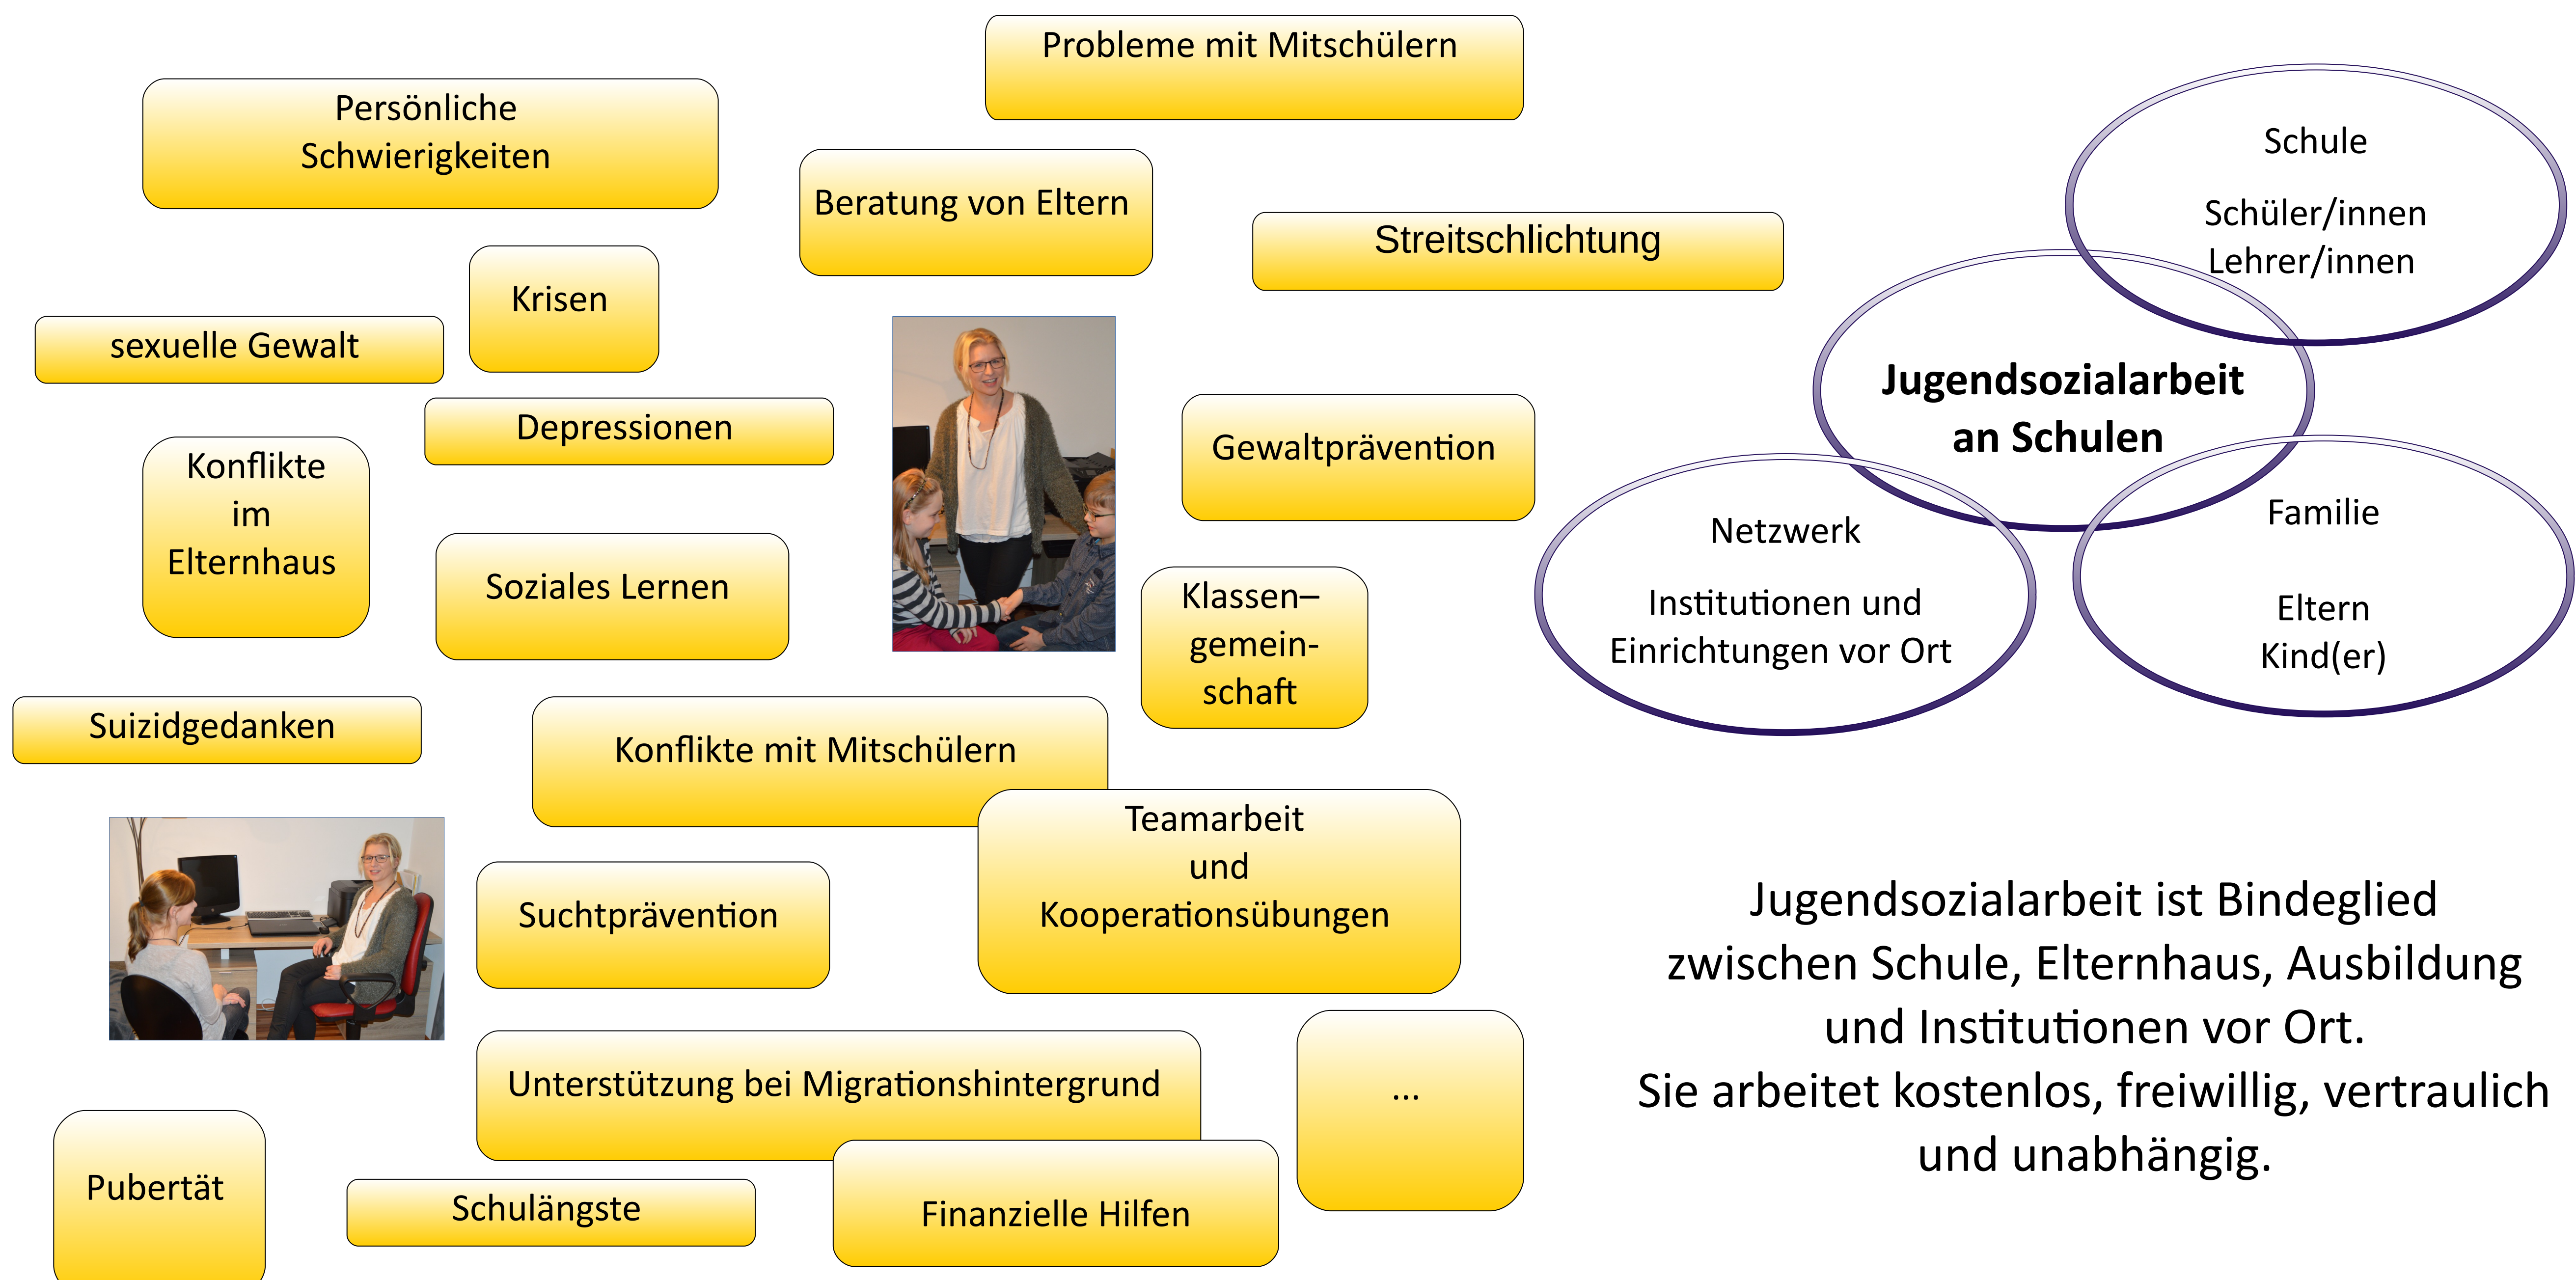 Probleme mit Mitschülern
Persönliche
Schwierigkeiten
Beratung von Eltern
Streitschlichtung
Krisen
sexuelle Gewalt
Depressionen
Gewaltprävention
Konflikte
im
Elternhaus
Soziales Lernen
Klassen–
gemein-
schaft
Suizidgedanken
Konflikte mit Mitschülern
Teamarbeit
und
Kooperationsübungen
Suchtprävention
Unterstützung bei Migrationshintergrund
...
Pubertät
Schulängste
Finanzielle Hilfen
Schule
Schüler/innen
Lehrer/innen
Jugendsozialarbeit
an Schulen
Netzwerk
Institutionen und
Einrichtungen vor Ort
Familie
Eltern
Kind(er)
Jugendsozialarbeit ist Bindeglied
zwischen Schule, Elternhaus, Ausbildung
und Institutionen vor Ort.
Sie arbeitet kostenlos, freiwillig, vertraulich
und unabhängig.